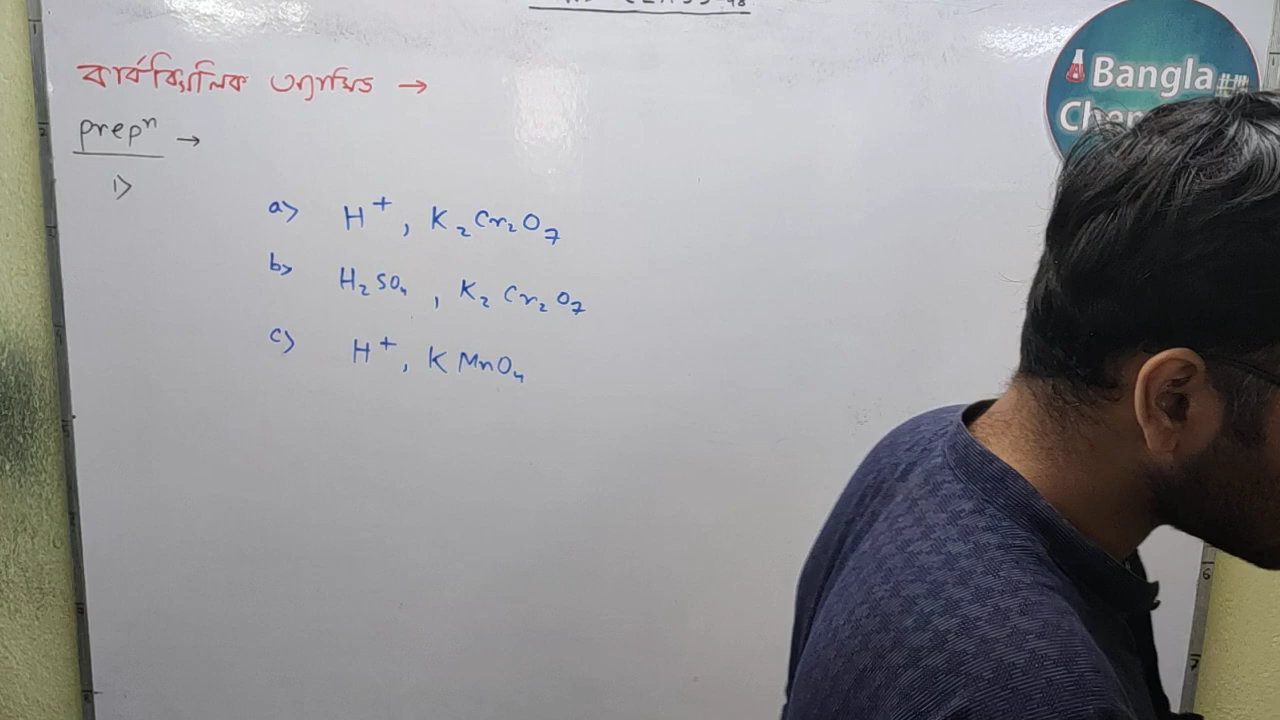 কার্বক্সিলিক অ্যাসিড →
prepⁿ →
1>
a> H⁺, K₂Cr₂O₇
b> H₂SO₄, K₂Cr₂O₇
c> H⁺, KMnO₄
Bangla